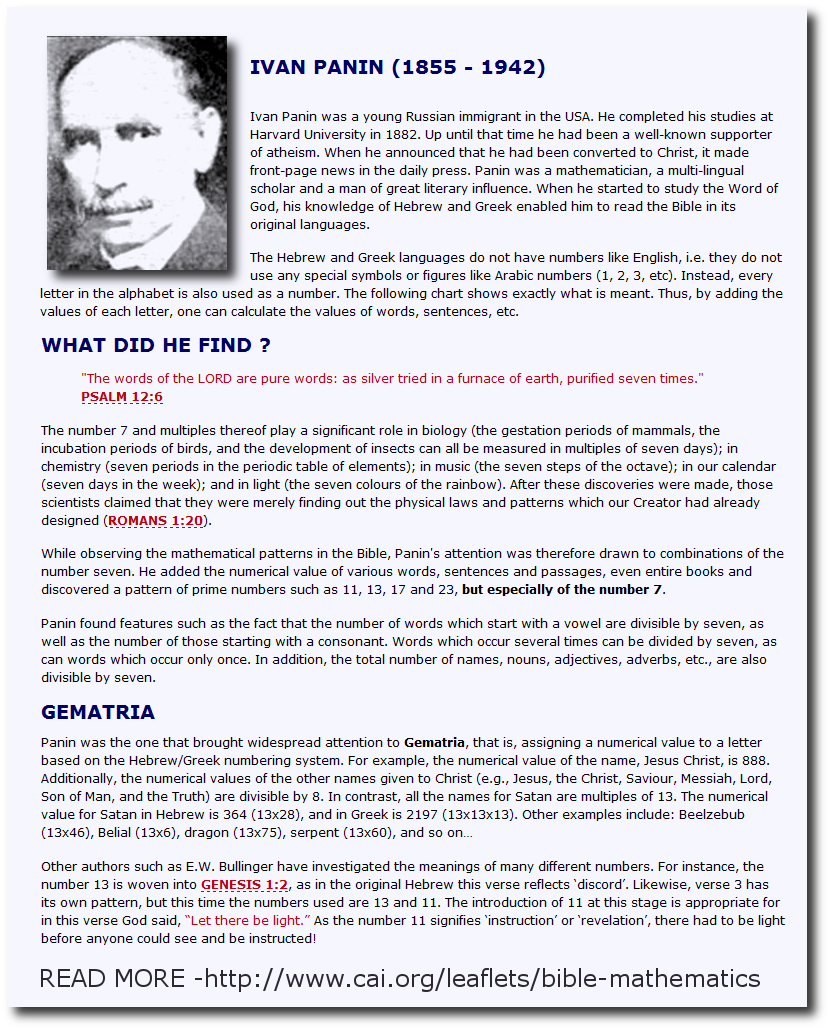 IVAN PANIN (1855 - 1942)
Ivan Panin was a young Russian immigrant in the USA. He completed his studies at
Harvard University in 1882. Up until that time he had been a well-known supporter
of atheism. When he announced that he had been converted to Christ, it made
front-page news in the daily press. Panin was a mathematician, a multi-lingual
scholar and a man of great literary influence. When he started to study the Word of
God, his knowledge of Hebrew and Greek enabled him to read the Bible in its
original languages.
The Hebrew and Greek languages do not have numbers like English, i.e. they do not
use any special symbols or figures like Arabic numbers (1, 2, 3, etc). Instead, every
letter in the alphabet is also used as a number. The following chart shows exactly what is meant. Thus, by adding the
values of each letter, one can calculate the values of words, sentences, etc.
WHAT DID HE FIND ?
"The words of the LORD are pure words: as silver tried in a furnace of earth, purified seven times."
PSALM 12:6
The number 7 and multiples thereof play a significant role in biology (the gestation periods of mammals, the
incubation periods of birds, and the development of insects can all be measured in multiples of seven days); in
chemistry (seven periods in the periodic table of elements); in music (the seven steps of the octave); in our calendar
(seven days in the week); and in light (the seven colours of the rainbow). After these discoveries were made, those
scientists claimed that they were merely finding out the physical laws and patterns which our Creator had already
designed (ROMANS 1:20).
While observing the mathematical patterns in the Bible, Panin's attention was therefore drawn to combinations of the
number seven. He added the numerical value of various words, sentences and passages, even entire books and
discovered a pattern of prime numbers such as 11, 13, 17 and 23, but especially of the number 7.
Panin found features such as the fact that the number of words which start with a vowel are divisible by seven, as
well as the number of those starting with a consonant. Words which occur several times can be divided by seven, as
can words which occur only once. In addition, the total number of names, nouns, adjectives, adverbs, etc., are also
divisible by seven.
GEMATRIA
Panin was the one that brought widespread attention to Gematria, that is, assigning a numerical value to a letter
based on the Hebrew/Greek numbering system. For example, the numerical value of the name, Jesus Christ, is 888.
Additionally, the numerical values of the other names given to Christ (e.g., Jesus, the Christ, Saviour, Messiah, Lord,
Son of Man, and the Truth) are divisible by 8. In contrast, all the names for Satan are multiples of 13. The numerical
value for Satan in Hebrew is 364 (13x28), and in Greek is 2197 (13x13x13). Other examples include: Beelzebub
(13x46), Belial (13x6), dragon (13x75), serpent (13x60), and so on…
Other authors such as E.W. Bullinger have investigated the meanings of many different numbers. For instance, the
number 13 is woven into GENESIS 1:2, as in the original Hebrew this verse reflects ‘discord’. Likewise, verse 3 has
its own pattern, but this time the numbers used are 13 and 11. The introduction of 11 at this stage is appropriate for
in this verse God said, “Let there be light.” As the number 11 signifies ‘instruction’ or ‘revelation’, there had to be light
before anyone could see and be instructed!
READ MORE -http://www.cai.org/leaflets/bible-mathematics